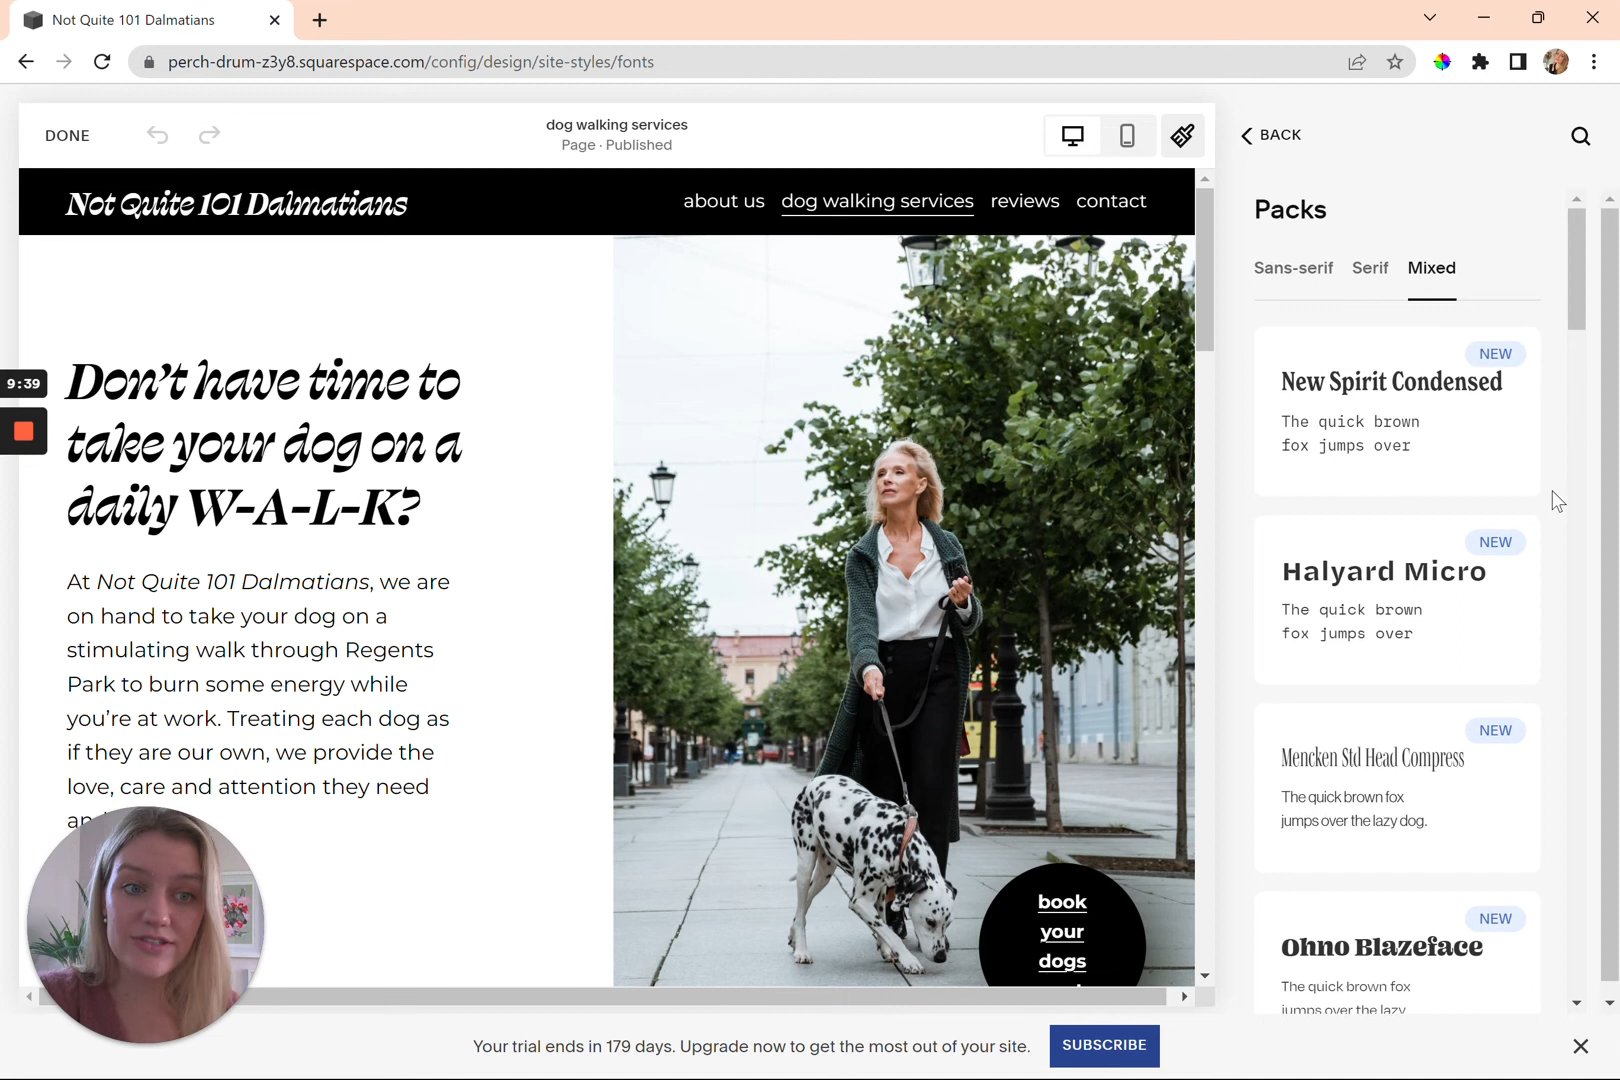 Not Quite 101 Dalmatians
perch-drum-z3y8.squarespace.com/config/design/site-styles/fonts
DONE
dog walking services
Page · Published
BACK
Not Quite 101 Dalmatians
about us dog walking services reviews contact
Packs
Sans-serif Serif Mixed
9:39
Don't have time to
take your dog on a
daily W-A-L-K?
At Not Quite 101 Dalmatians, we are
on hand to take your dog on a
stimulating walk through Regents
Park to burn some energy while
you're at work. Treating each dog as
if they are our own, we provide the
love, care and attention they need
book
your
dogs
NEW
New Spirit Condensed
The quick brown
fox jumps over
NEW
Halyard Micro
The quick brown
fox jumps over
NEW
Mencken Std Head Compress
The quick brown fox
jumps over the lazy dog.
NEW
Ohno Blazeface
The quick brown fox
jumps over the lazy
Your trial ends in 179 days. Upgrade now to get the most out of your site.
SUBSCRIBE